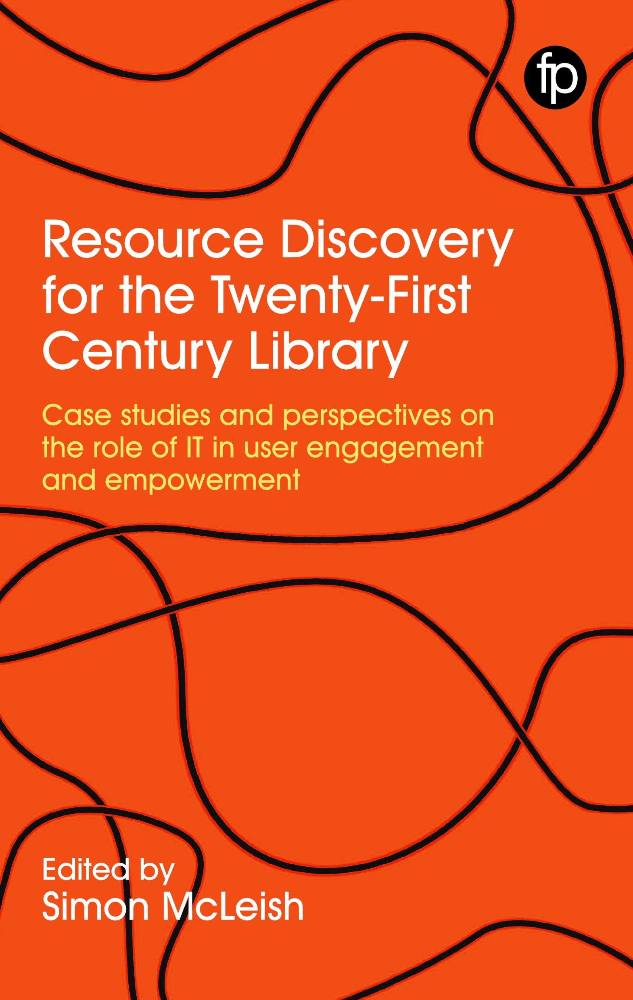 fp
Resource Discovery
for the Twenty-First
Century Library
Case studies and perspectives on
the role of IT in user engagement
and empowerment
Edited by
Simon McLeish